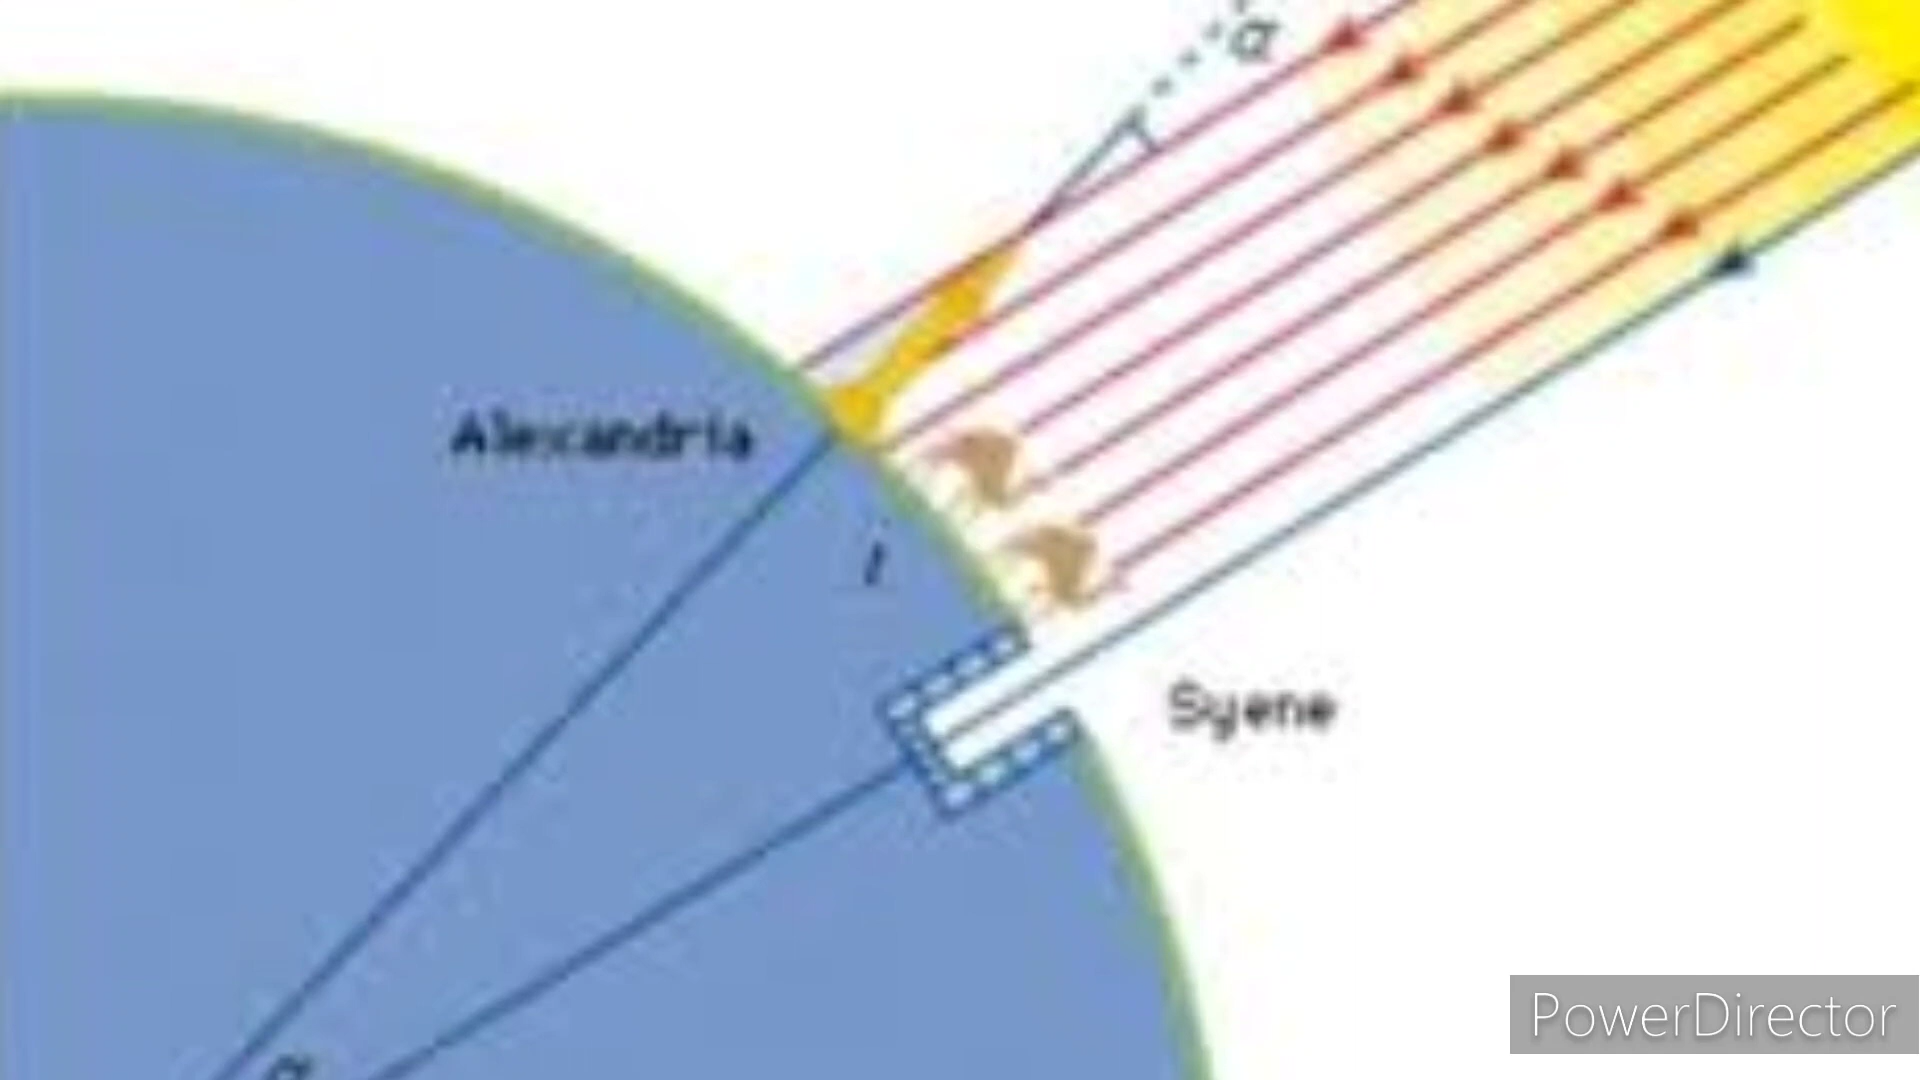 α
Alexandria
l
Syene
α
PowerDirector